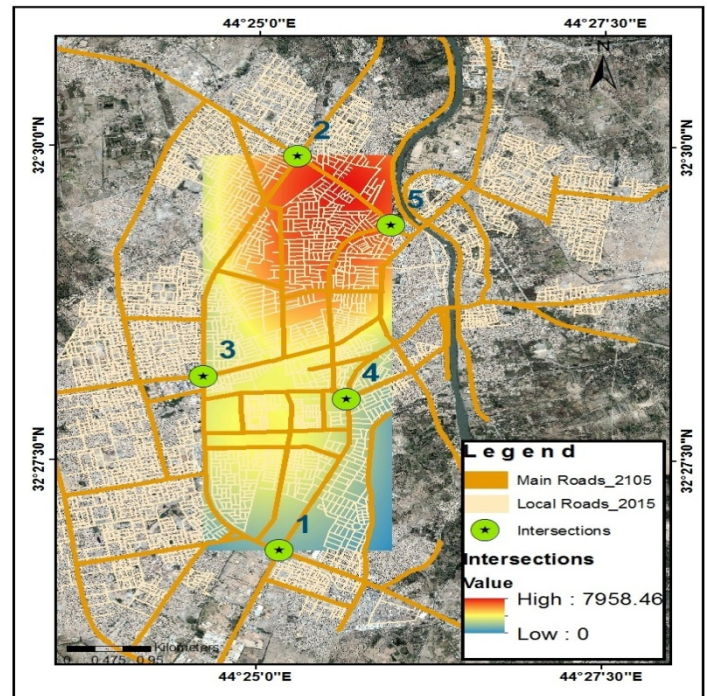 44°25'0"E 44°27'30"E
N
32°30'0"N 32°30'0"N
2
5
3
4
32°27'30"N 32°27'30"N
1
Legend
Main Roads_2105
Local Roads_2015
Intersections
Intersections
Value
High : 7958.46
Low : 0
Kilometers
0 0.475 0.95
44°25'0"E 44°27'30"E